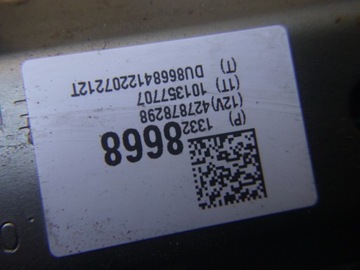 (P)
1332 8668
(12V)427878298
(1T) 101357707
(T)
DU8668412207212T